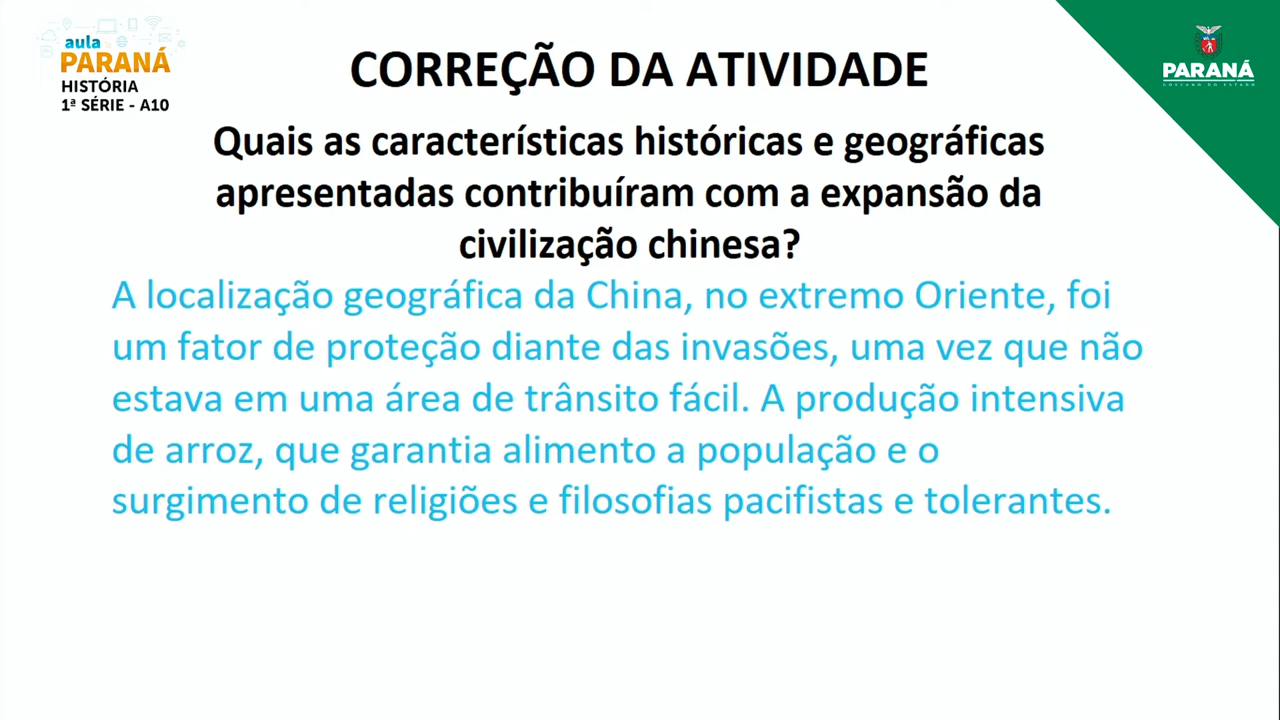 aula
PARANÁ
HISTÓRIA
1ª SÉRIE - A10
PARANÁ
GOVERNO DO ESTADO
CORREÇÃO DA ATIVIDADE
Quais as características históricas e geográficas
apresentadas contribuíram com a expansão da
civilização chinesa?
A localização geográfica da China, no extremo Oriente, foi
um fator de proteção diante das invasões, uma vez que não
estava em uma área de trânsito fácil. A produção intensiva
de arroz, que garantia alimento a população e o
surgimento de religiões e filosofias pacifistas e tolerantes.